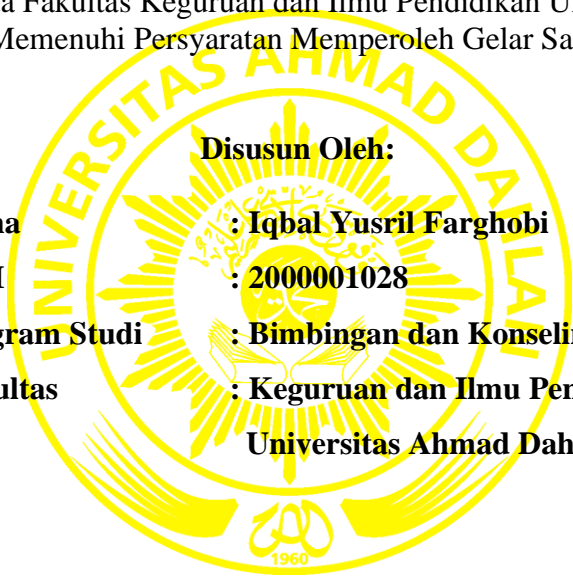 a Fakultas Keguruan dan Ilmu Pendidikan U
Memenuhi Persyaratan Memperoleh Gelar Sa
Disusun Oleh:
na : Iqbal Yusril Farghobi
: 2000001028
gram Studi : Bimbingan dan Konselin
ultas : Keguruan dan Ilmu Pen
Universitas Ahmad Dah
UNIVERSITAS AHMAD DAHLAN
1960